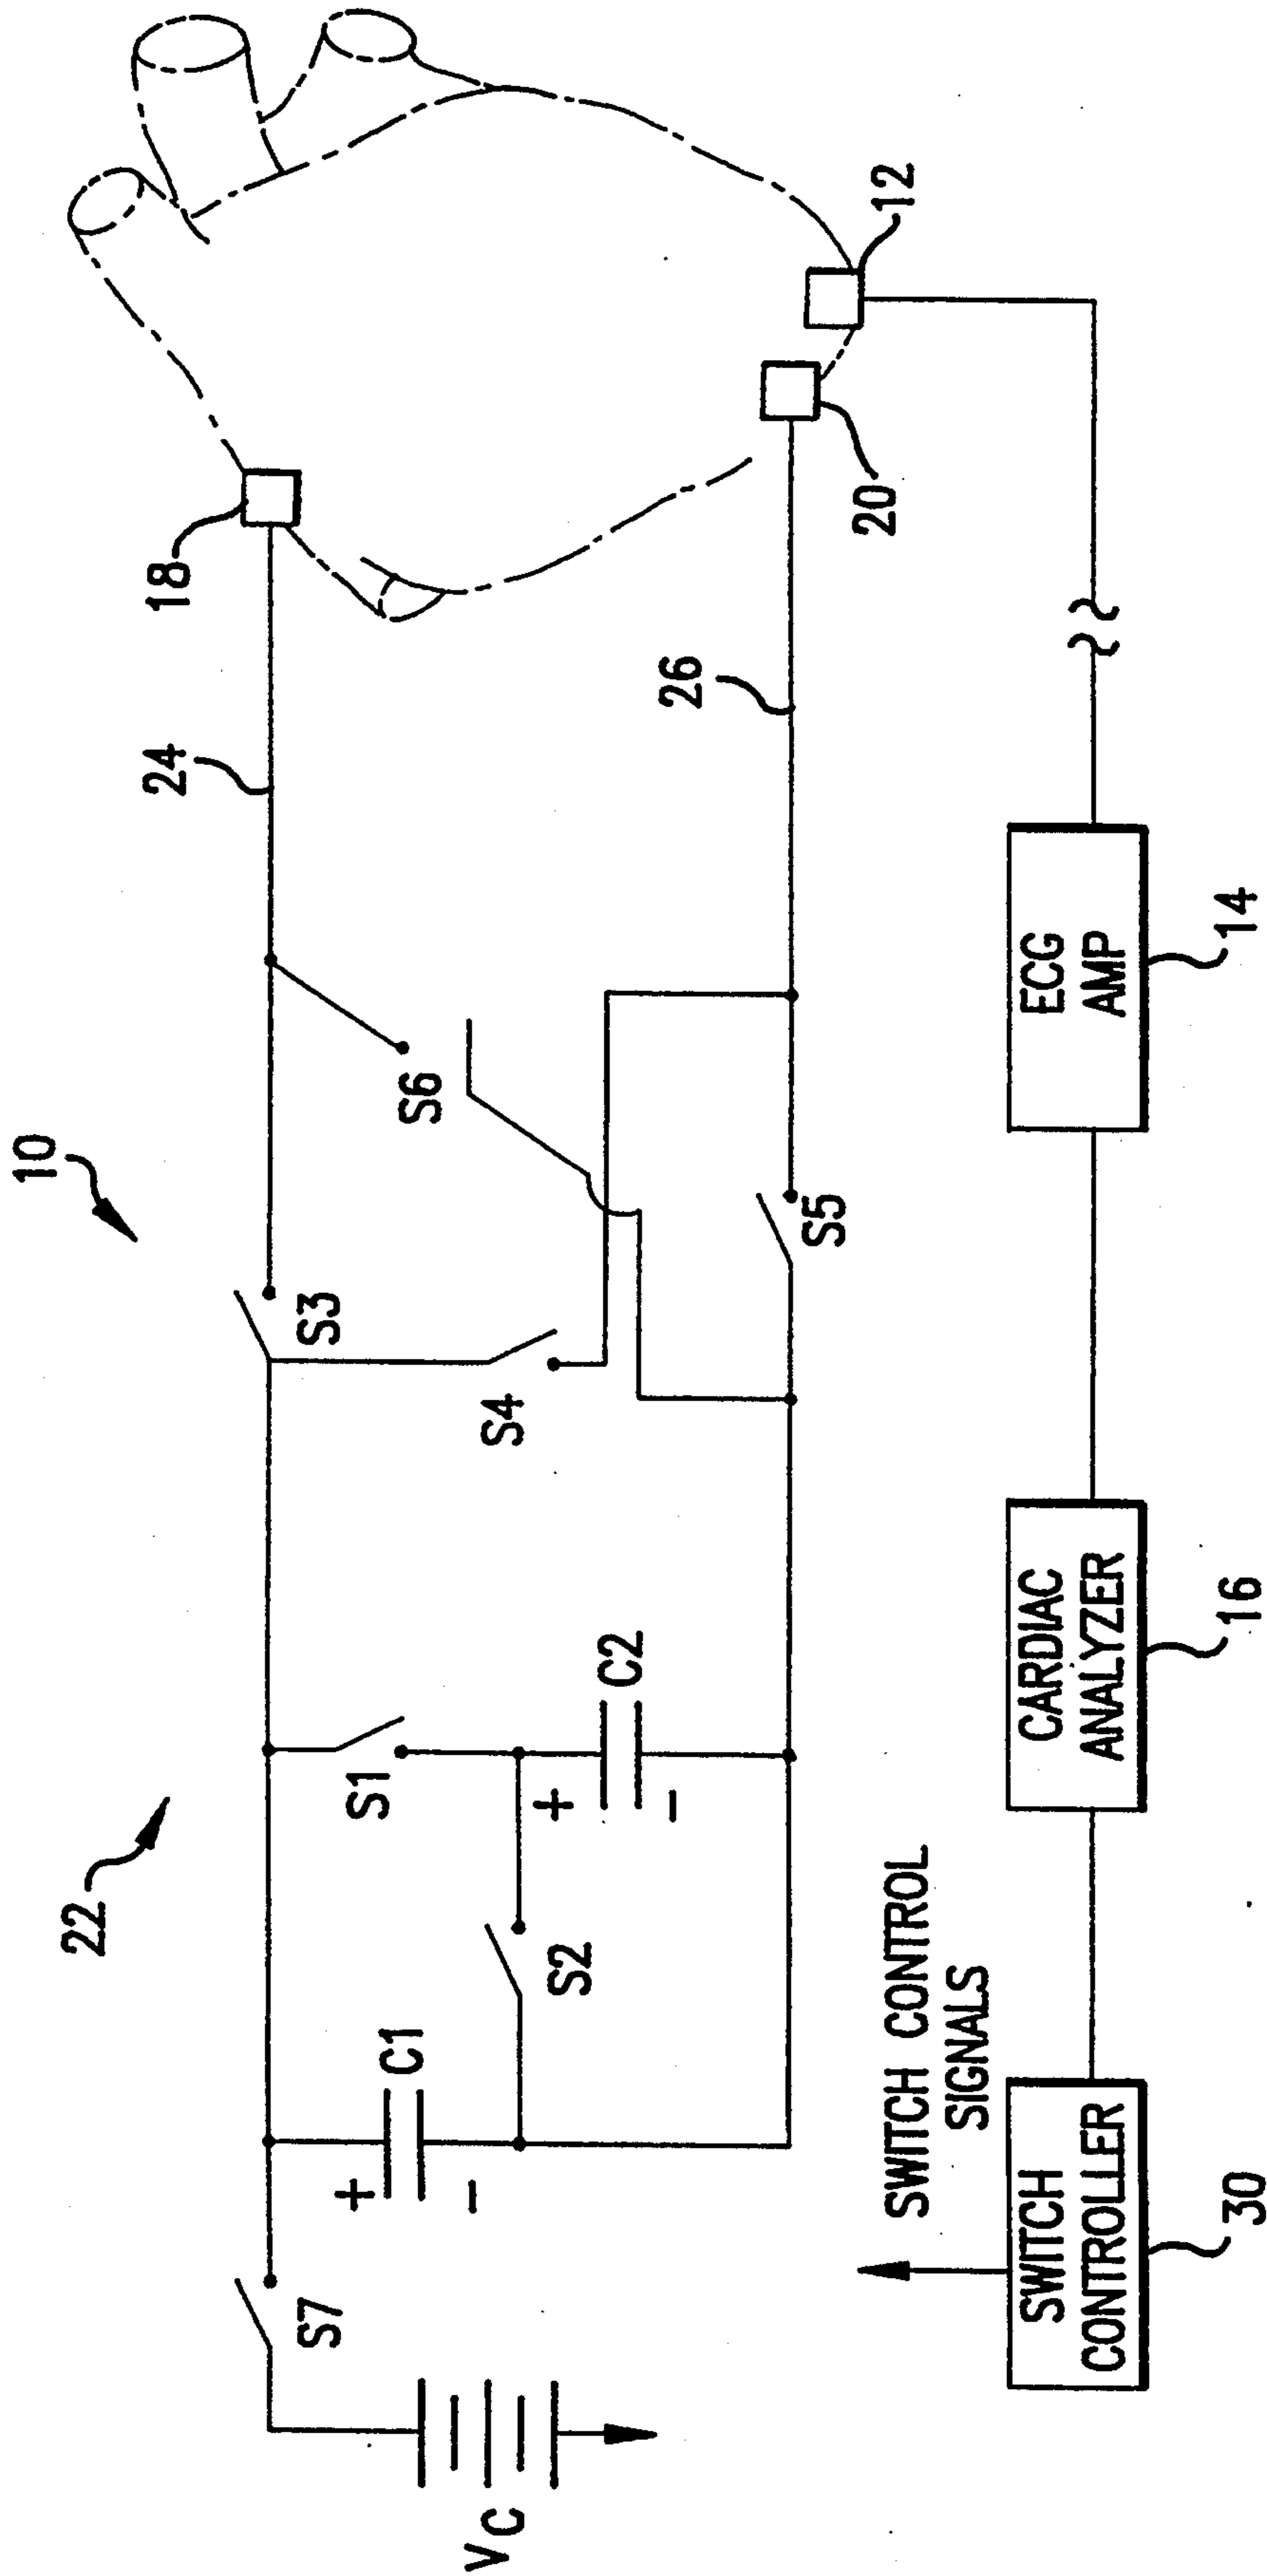 10
22
24
18
S7
C1
+
-
S2
S1
C2
+
-
S3
S4
S6
S5
26
20
12
VC
SWITCH CONTROL
SIGNALS
SWITCH
CONTROLLER
30
CARDIAC
ANALYZER
16
ECG
AMP
14